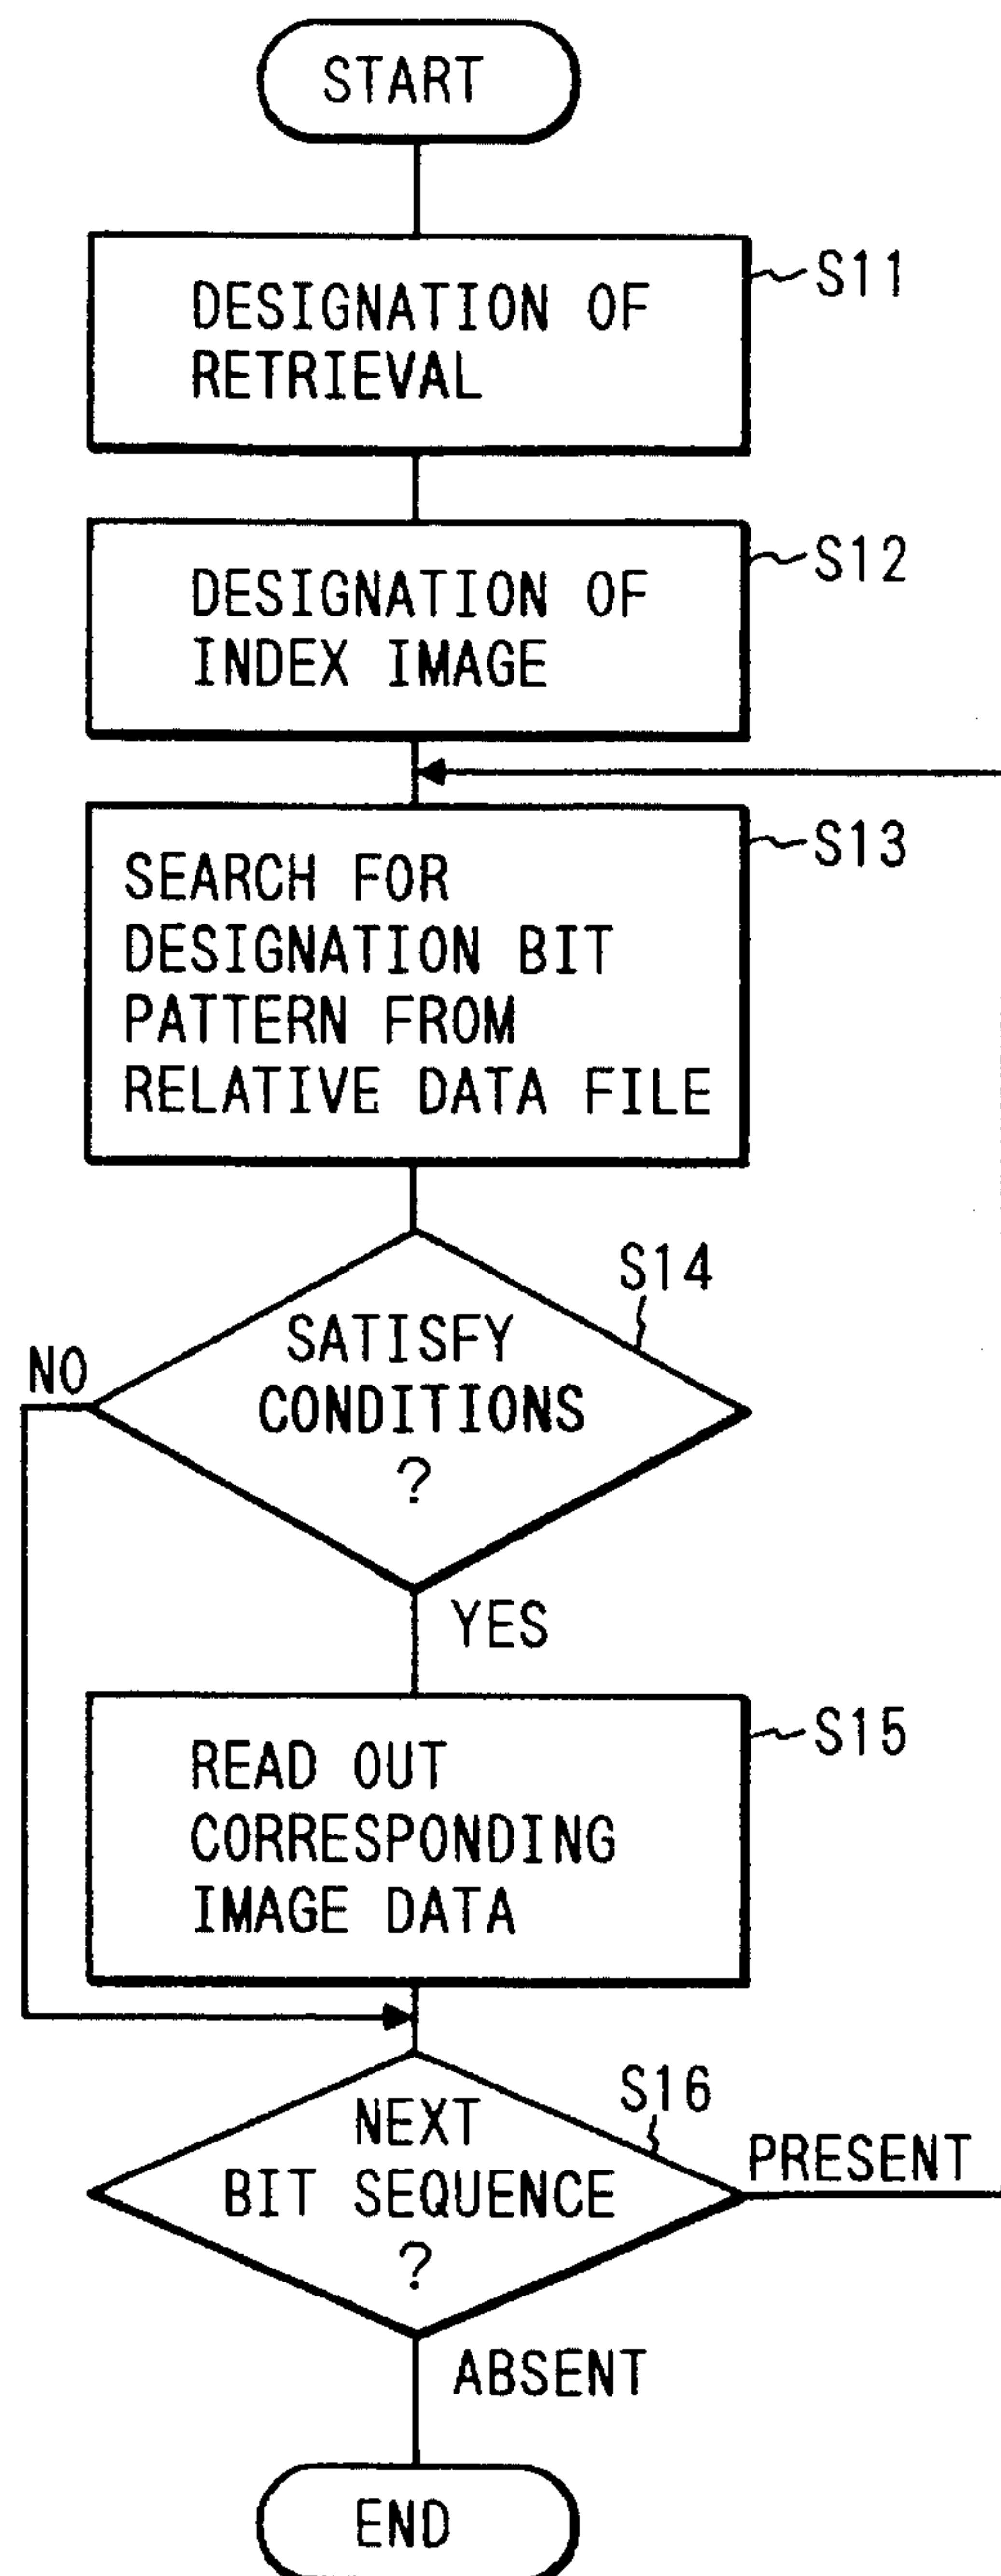 START
DESIGNATION OF
RETRIEVAL
S11
DESIGNATION OF
INDEX IMAGE
S12
SEARCH FOR
DESIGNATION BIT
PATTERN FROM
RELATIVE DATA FILE
S13
SATISFY
CONDITIONS
?
S14
NO
YES
READ OUT
CORRESPONDING
IMAGE DATA
S15
NEXT
BIT SEQUENCE
?
S16
PRESENT
ABSENT
END